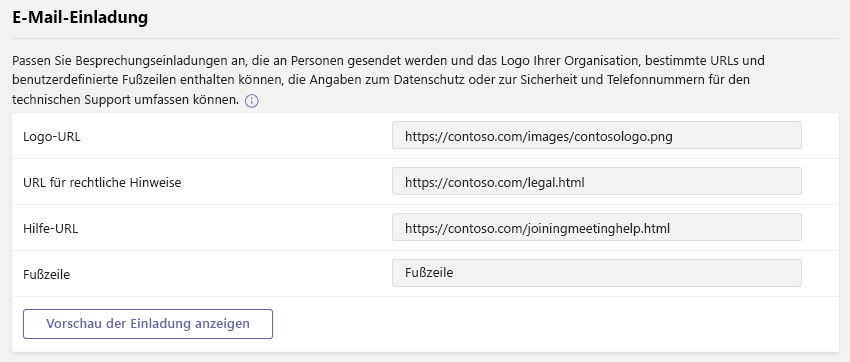 E-Mail-Einladung
Passen Sie Besprechungseinladungen an, die an Personen gesendet werden und das Logo Ihrer Organisation, bestimmte URLs und
benutzerdefinierte Fußzeilen enthalten können, die Angaben zum Datenschutz oder zur Sicherheit und Telefonnummern für den
technischen Support umfassen können.
Logo-URL https://contoso.com/images/contosologo.png
URL für rechtliche Hinweise https://contoso.com/legal.html
Hilfe-URL https://contoso.com/joiningmeetinghelp.html
Fußzeile Fußzeile
Vorschau der Einladung anzeigen